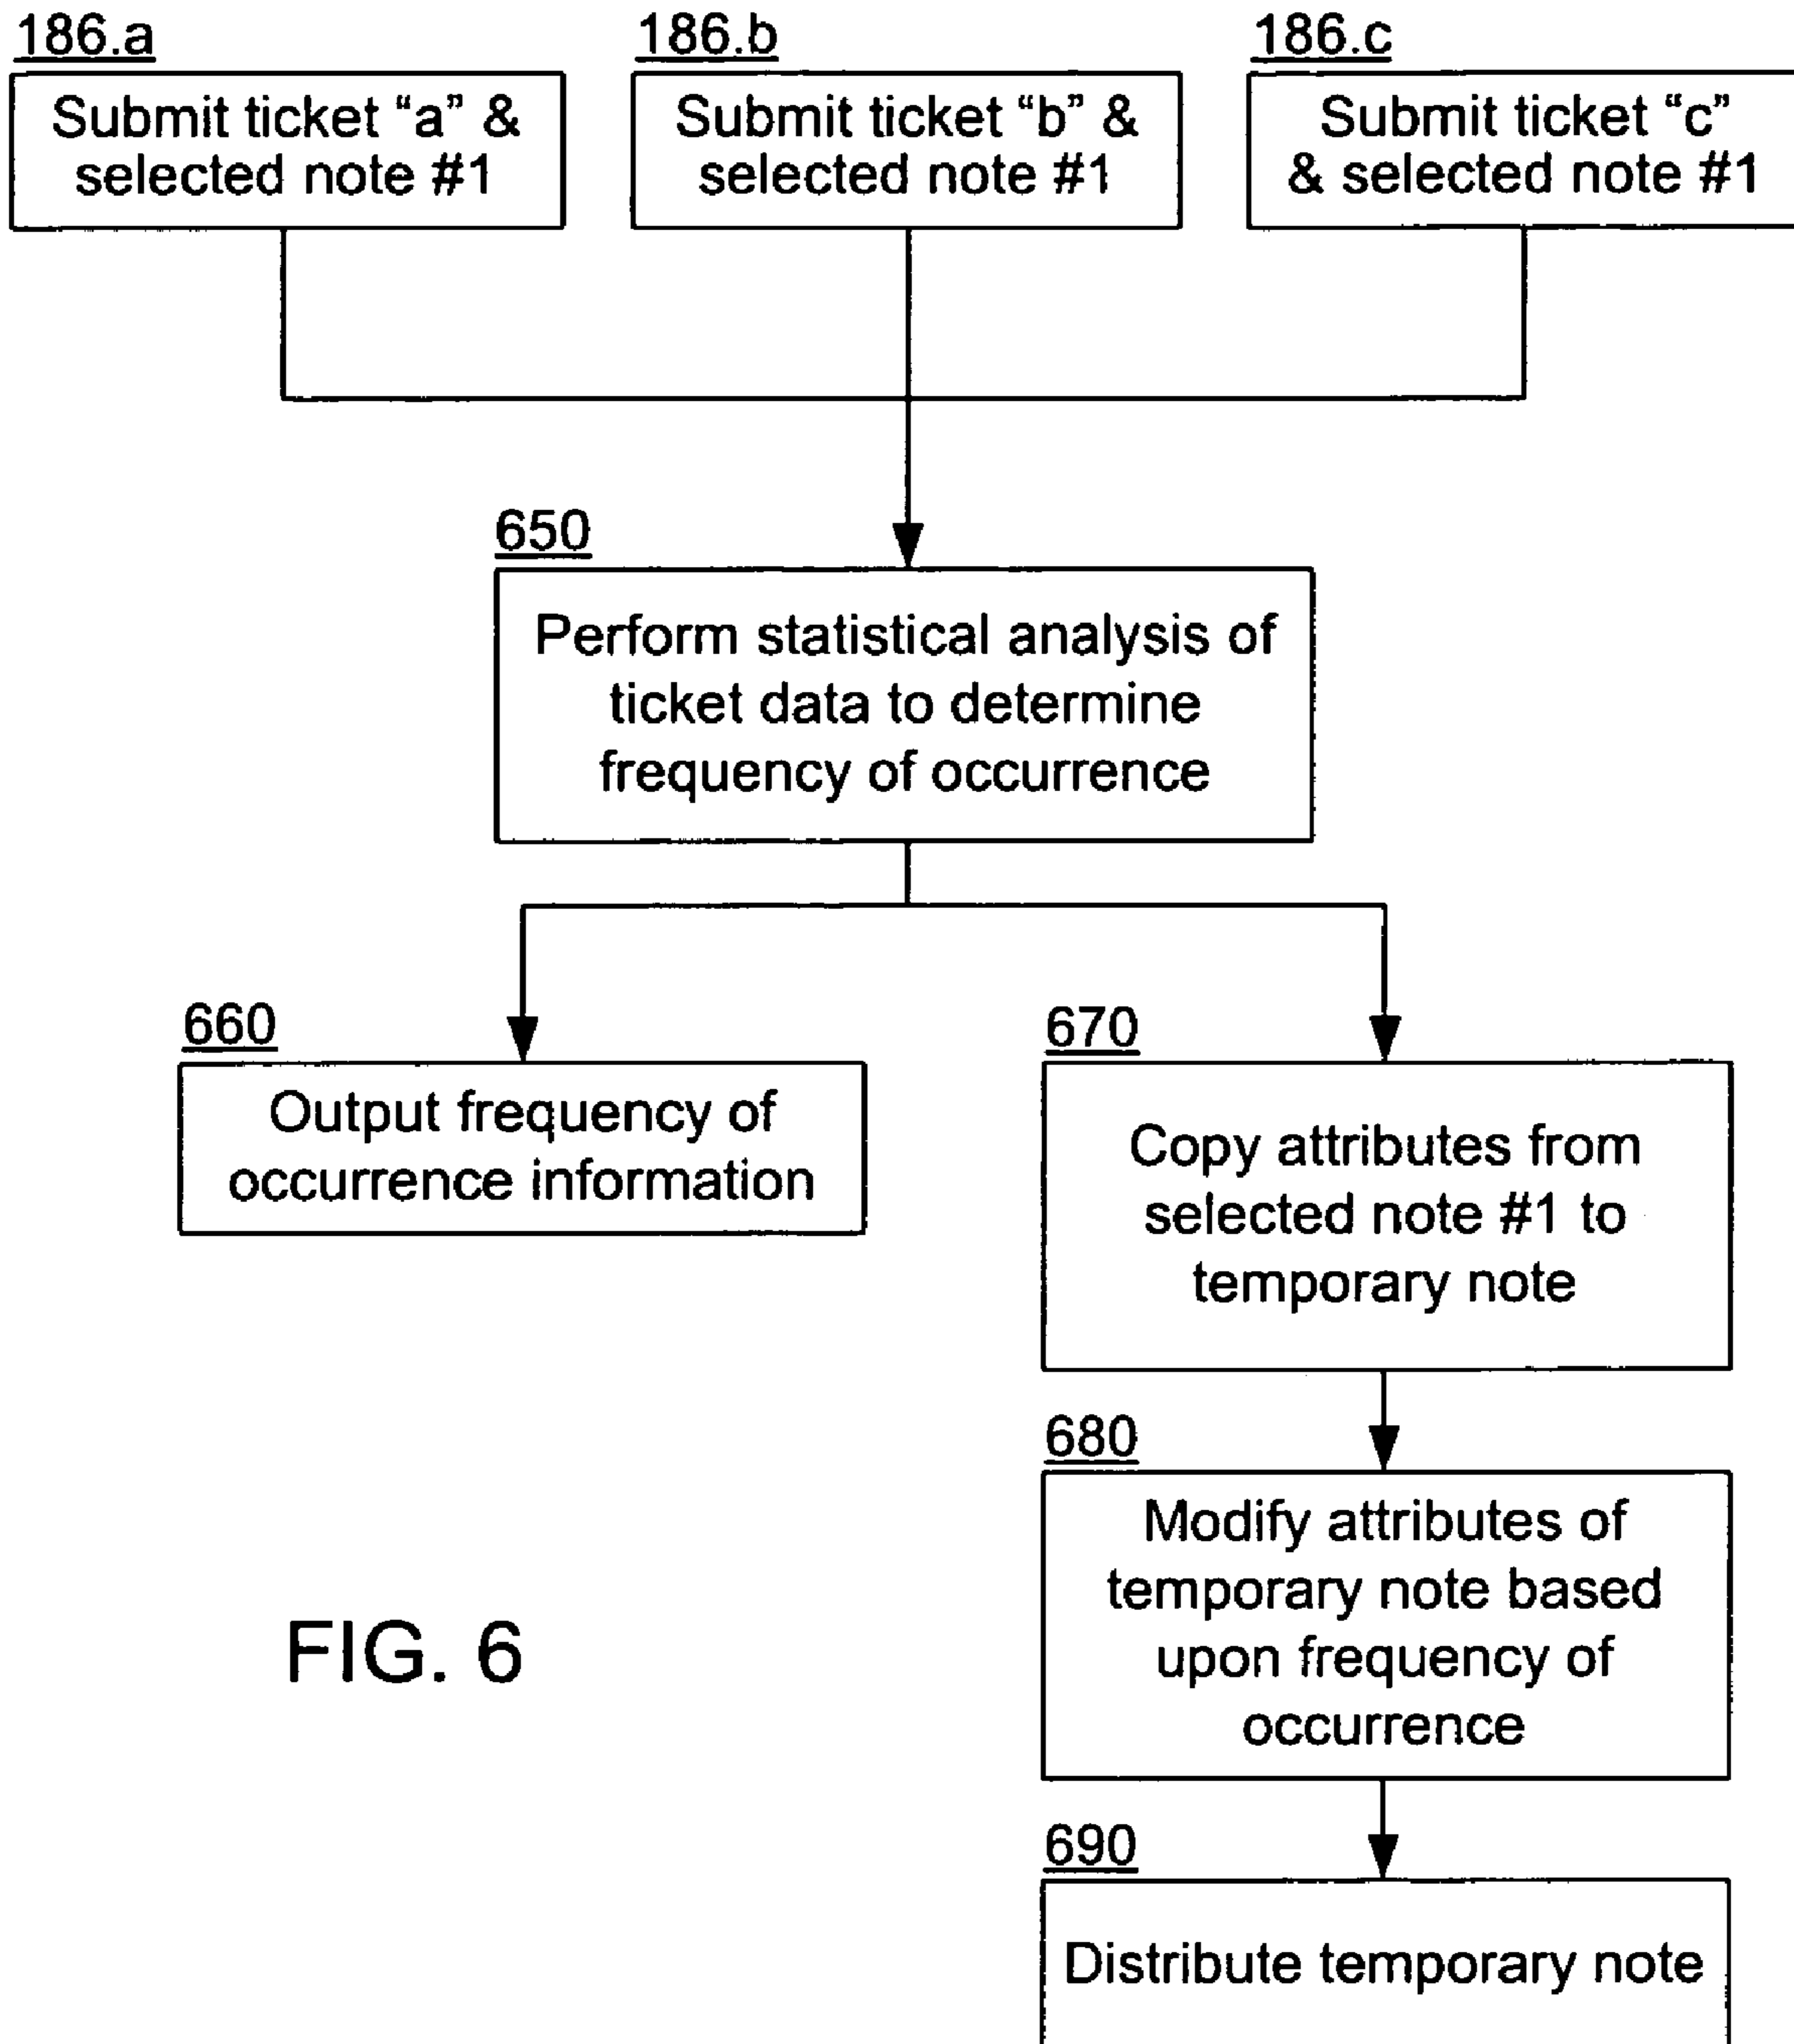 186.a
Submit ticket “a” &
selected note #1
186.b
Submit ticket “b” &
selected note #1
186.c
Submit ticket “c”
& selected note #1
650
Perform statistical analysis of
ticket data to determine
frequency of occurrence
660
Output frequency of
occurrence information
670
Copy attributes from
selected note #1 to
temporary note
680
Modify attributes of
temporary note based
upon frequency of
occurrence
690
Distribute temporary note
FIG. 6